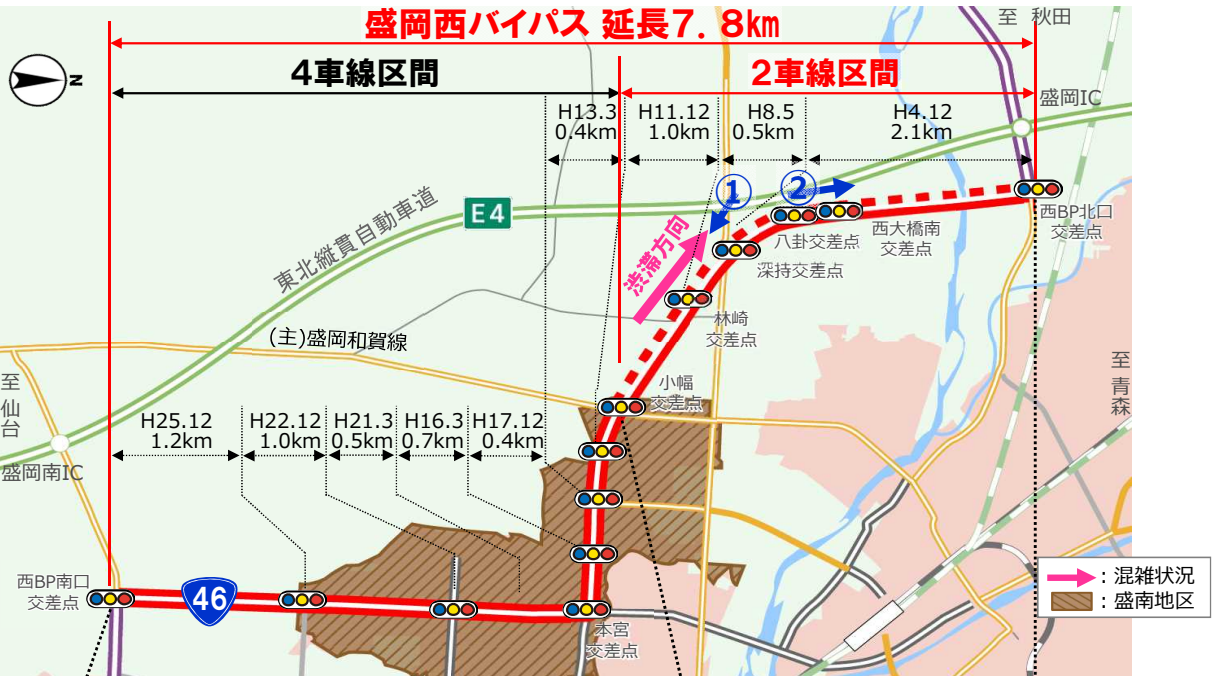 盛岡西バイパス 延長7.8km
至 秋田
N
4車線区間
2車線区間
盛岡IC
H13.3
0.4km
H11.12
1.0km
H8.5
0.5km
H4.12
2.1km
①
②
E4
東北縦貫自動車道
渋滞方向
西BP北口
交差点
西大橋南
交差点
八卦交差点
深持交差点
林崎
交差点
(主)盛岡和賀線
至 仙台
至 青森
小幡
交差点
H25.12
1.2km
H22.12
1.0km
H21.3
0.5km
H16.3
0.7km
H17.12
0.4km
盛岡南IC
西BP南口
交差点
46
本宮
交差点
:混雑状況
:盛南地区